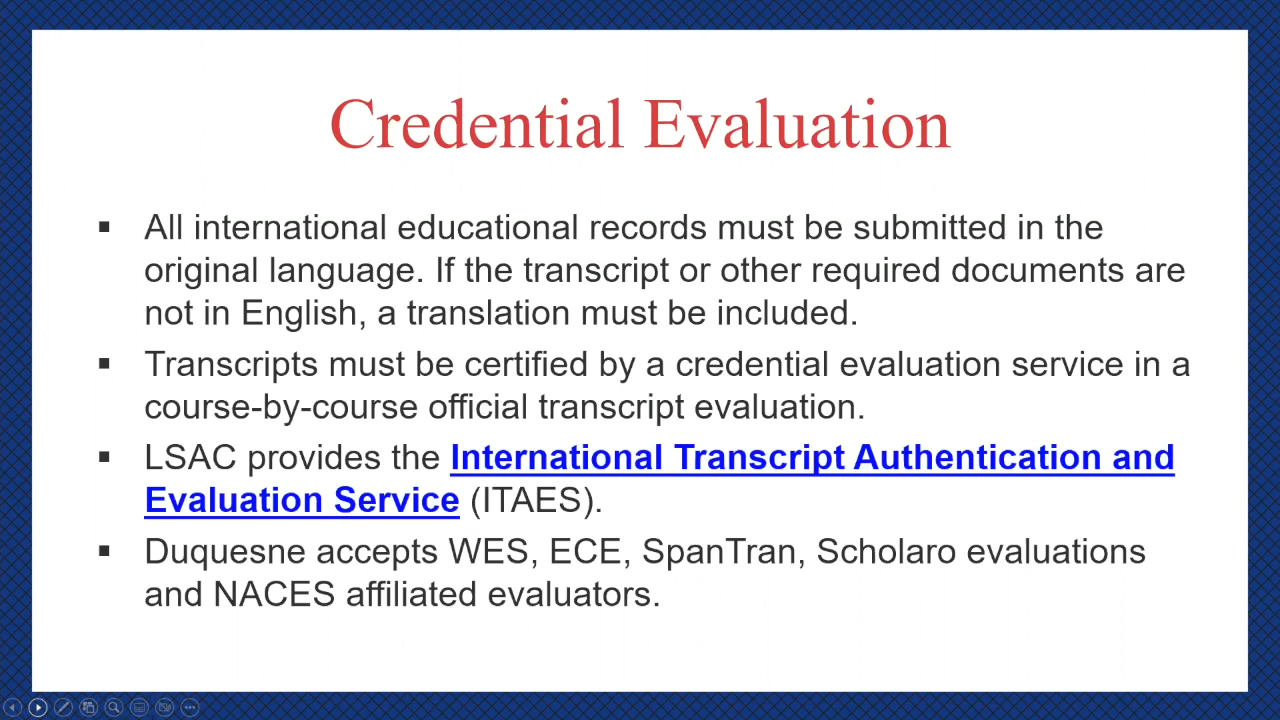 Credential Evaluation
▪ All international educational records must be submitted in the
original language. If the transcript or other required documents are
not in English, a translation must be included.
▪ Transcripts must be certified by a credential evaluation service in a
course-by-course official transcript evaluation.
▪ LSAC provides the International Transcript Authentication and
Evaluation Service (ITAES).
▪ Duquesne accepts WES, ECE, SpanTran, Scholaro evaluations
and NACES affiliated evaluators.